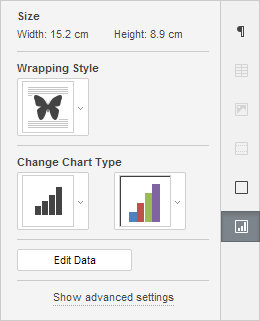 Size
Width: 15.2 cm Height: 8.9 cm
Wrapping Style
Change Chart Type
Edit Data
Show advanced settings